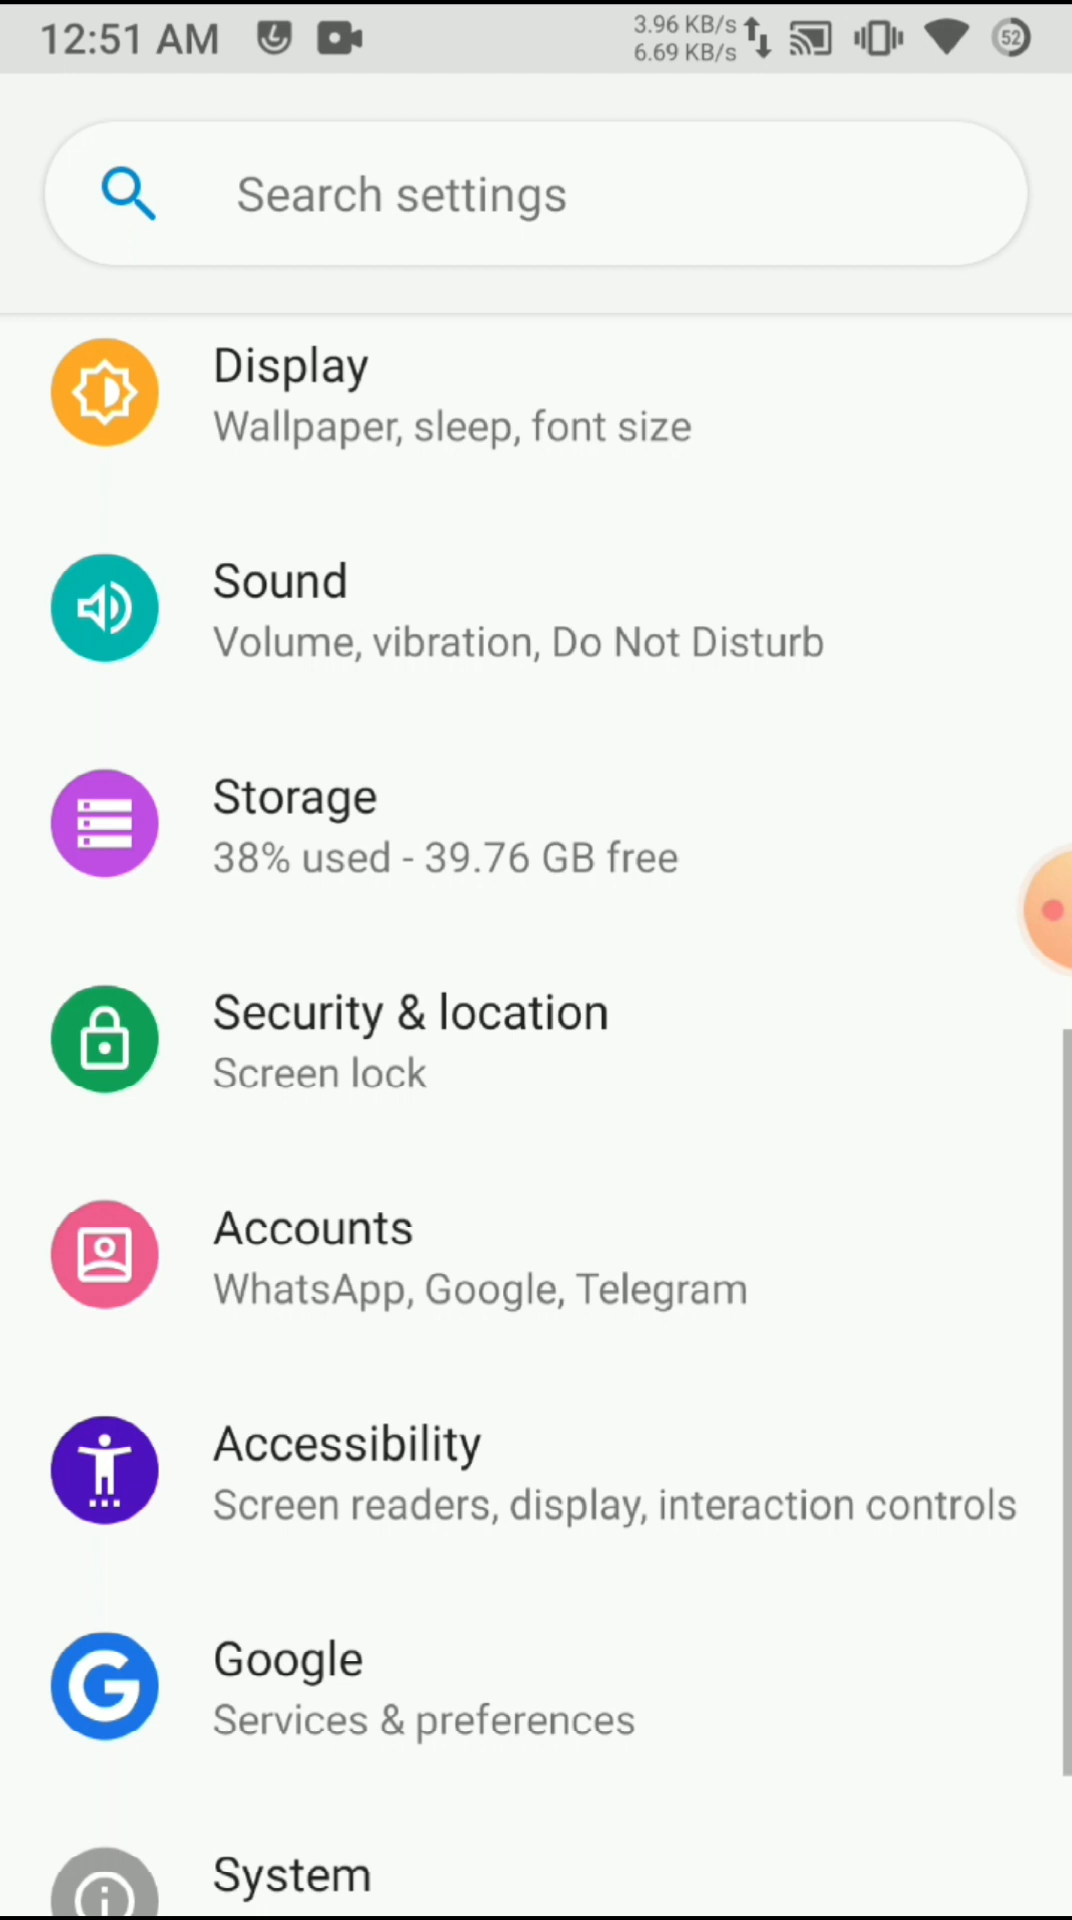 12:51 AM
3.96 KB/s
6.69 KB/s
52
Search settings
Display
Wallpaper, sleep, font size
Sound
Volume, vibration, Do Not Disturb
Storage
38% used - 39.76 GB free
Security & location
Screen lock
Accounts
WhatsApp, Google, Telegram
Accessibility
Screen readers, display, interaction controls
Google
Services & preferences
System